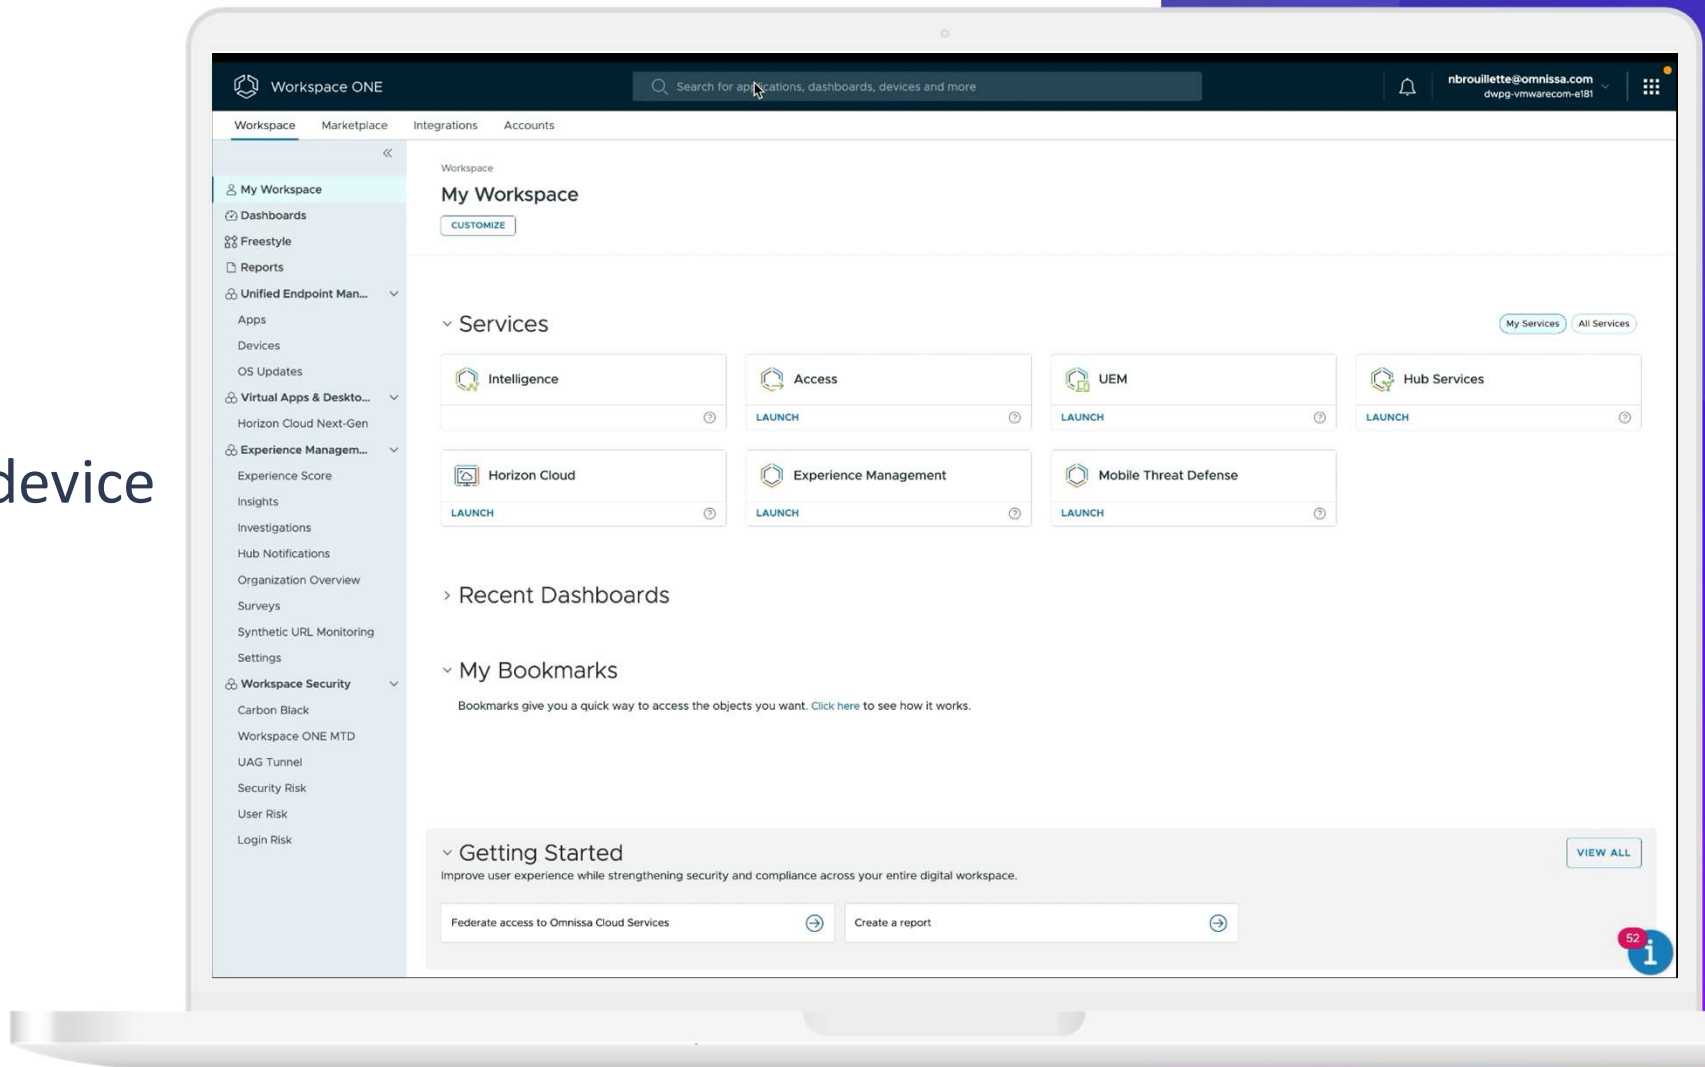 device
Workspace ONE
Search for applications, dashboards, devices and more
nbrouillette@omnissa.com
dwpg-vmwarecom-e181
Workspace Marketplace Integrations Accounts
My Workspace
Dashboards
Freestyle
Reports
Unified Endpoint Man...
Apps
Devices
OS Updates
Virtual Apps & Deskto...
Horizon Cloud Next-Gen
Experience Managem...
Experience Score
Insights
Investigations
Hub Notifications
Organization Overview
Surveys
Synthetic URL Monitoring
Settings
Workspace Security
Carbon Black
Workspace ONE MTD
UAG Tunnel
Security Risk
User Risk
Login Risk
Workspace
My Workspace
CUSTOMIZE
Services
My Services All Services
Intelligence
Access
LAUNCH
UEM
LAUNCH
Hub Services
LAUNCH
Horizon Cloud
LAUNCH
Experience Management
LAUNCH
Mobile Threat Defense
LAUNCH
Recent Dashboards
My Bookmarks
Bookmarks give you a quick way to access the objects you want. Click here to see how it works.
Getting Started
VIEW ALL
Improve user experience while strengthening security and compliance across your entire digital workspace.
Federate access to Omnissa Cloud Services
Create a report
52